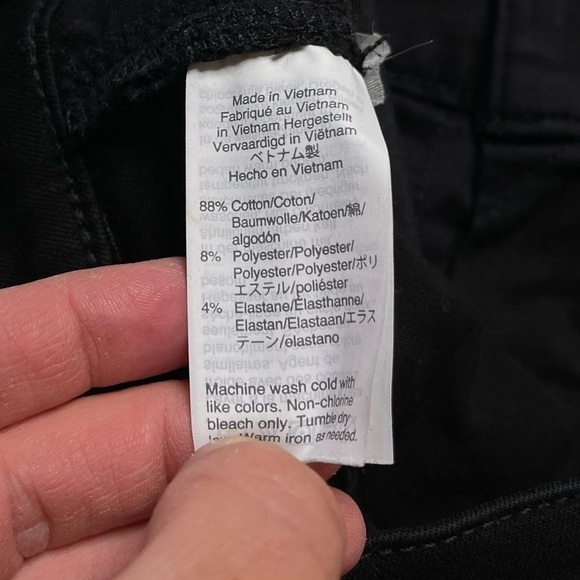 Made in Vietnam
Fabriqué au Vietnam
in Vietnam Hergestellt
Vervaardigd in Viëtnam
ベトナム製
Hecho en Vietnam
88% Cotton/Coton/
Baumwolle/Katoen/綿/
algodón
8% Polyester/Polyester/
Polyester/Polyester/ポリ
エステル/poliéster
4% Elastane/Élasthanne/
Elastan/Elastaan/エラス
テーン/elastano
Machine wash cold with
like colors. Non-chlorine
bleach only. Tumble dry
low. Warm iron as needed.